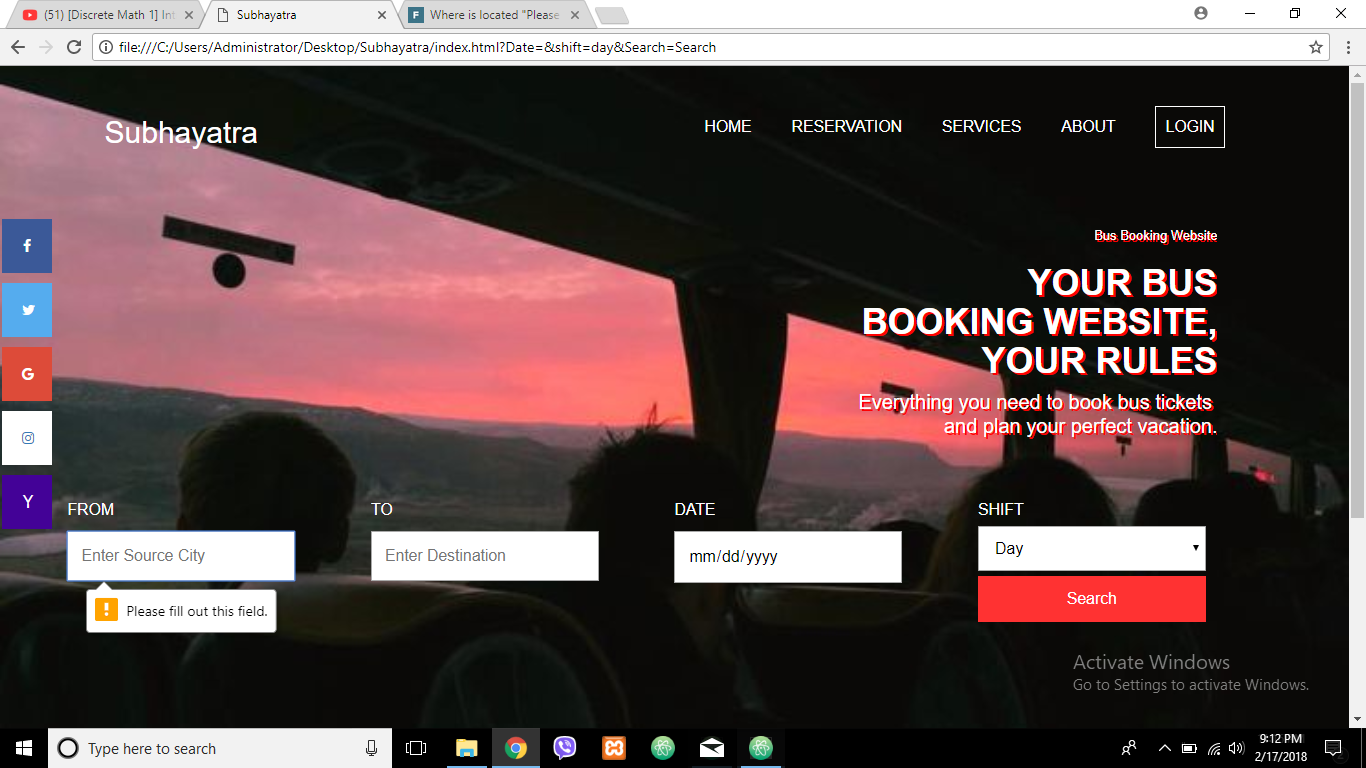 (51) [Discrete Math 1] Int
Subhayatra
Where is located "Please
file:///C:/Users/Administrator/Desktop/Subhayatra/index.html?Date=&shift=day&Search=Search
Subhayatra
HOME
RESERVATION
SERVICES
ABOUT
LOGIN
Bus Booking Website
YOUR BUS
BOOKING WEBSITE,
YOUR RULES
Everything you need to book bus tickets
and plan your perfect vacation.
FROM
TO
DATE
SHIFT
Enter Source City
Enter Destination
mm/dd/yyyy
Day
Please fill out this field.
Search
Activate Windows
Go to Settings to activate Windows.
Type here to search
9:12 PM
2/17/2018